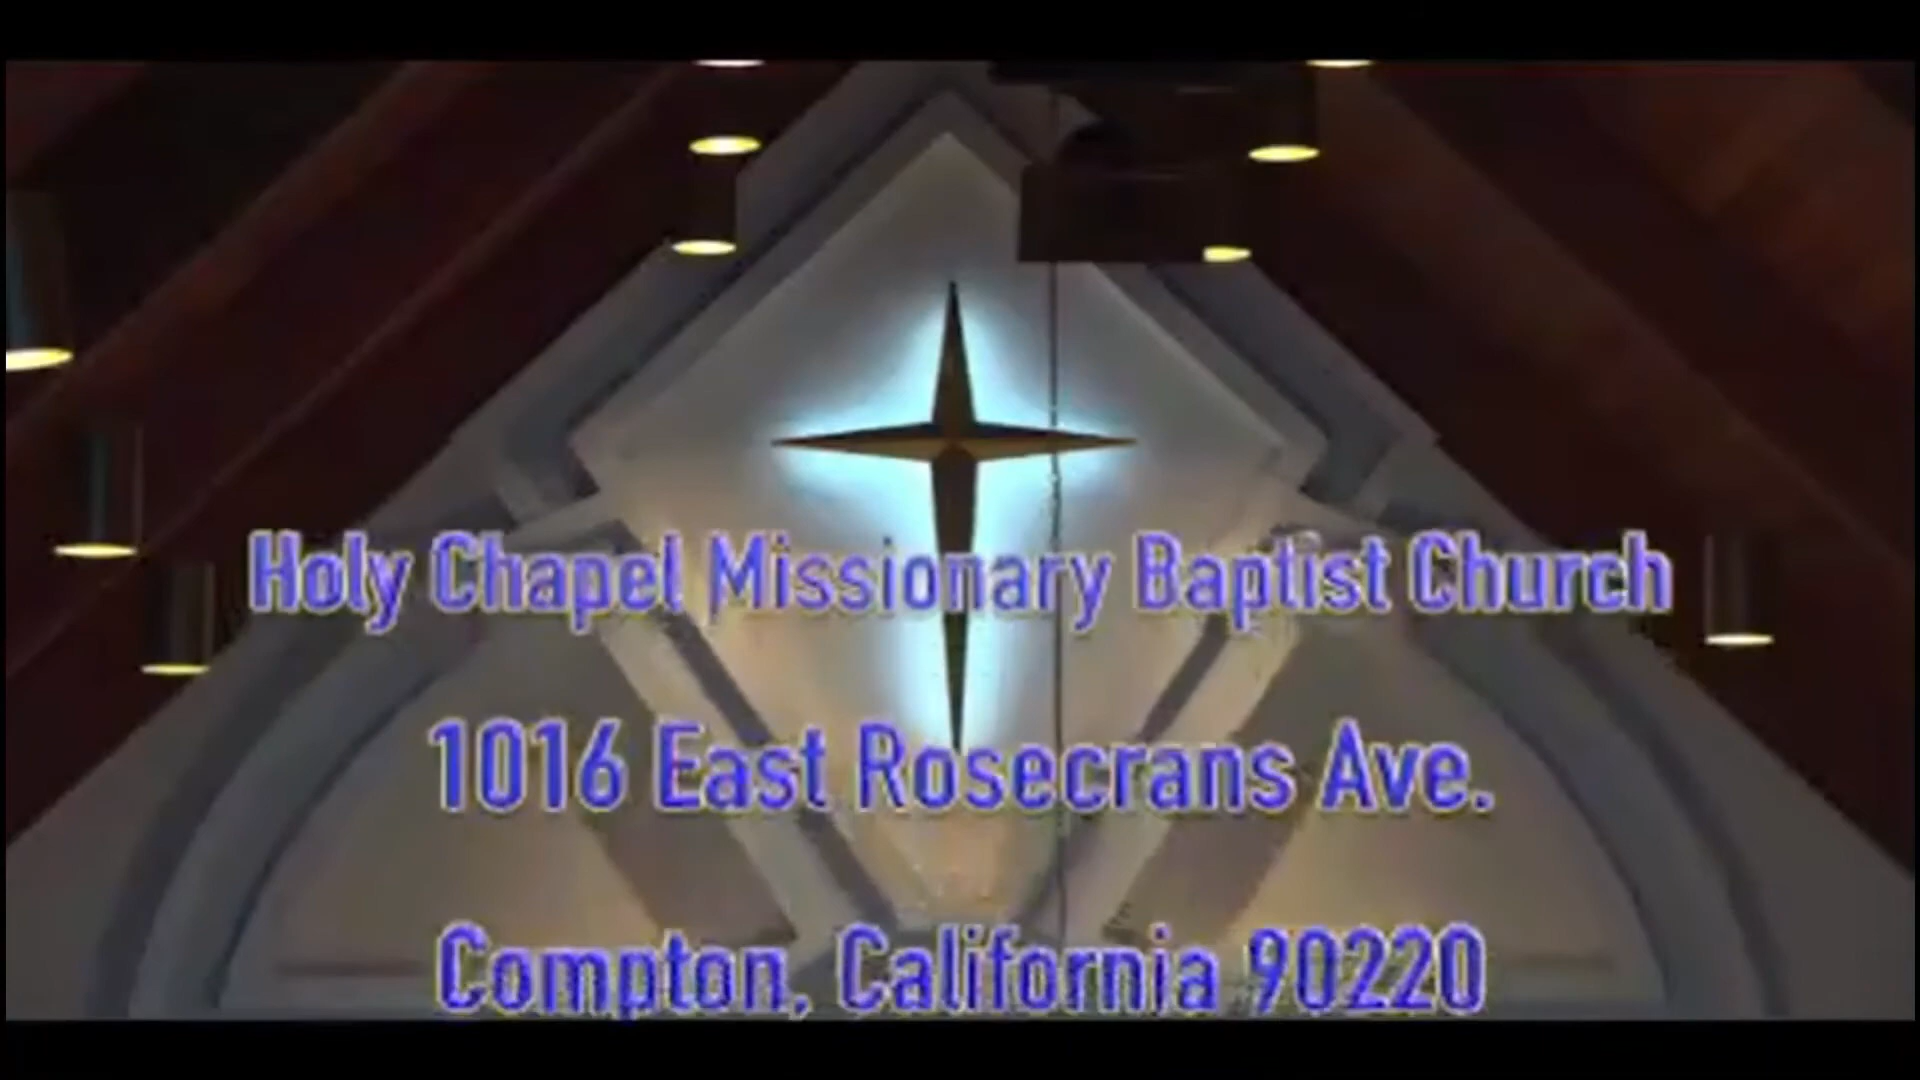 Holy Chapel Missionary Baptist Church
1016 East Rosecrans Ave.
Compton, California 90220